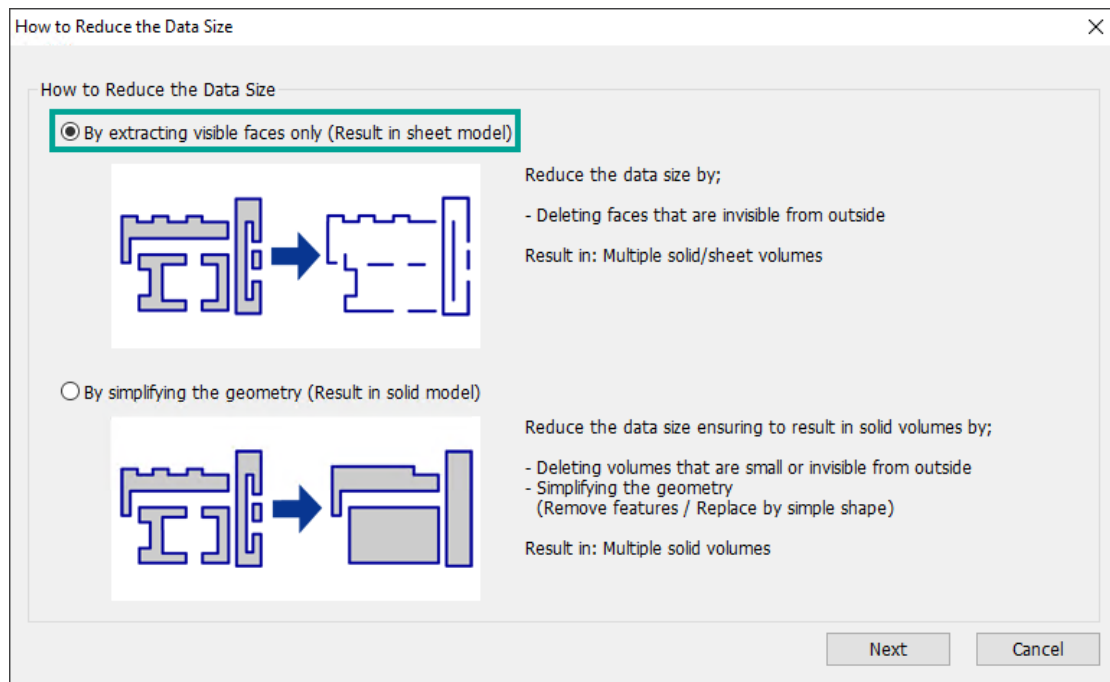 How to Reduce the Data Size
How to Reduce the Data Size
By extracting visible faces only (Result in sheet model)
Reduce the data size by;
- Deleting faces that are invisible from outside
Result in: Multiple solid/sheet volumes
By simplifying the geometry (Result in solid model)
Reduce the data size ensuring to result in solid volumes by;
- Deleting volumes that are small or invisible from outside
- Simplifying the geometry
(Remove features / Replace by simple shape)
Result in: Multiple solid volumes
Next
Cancel